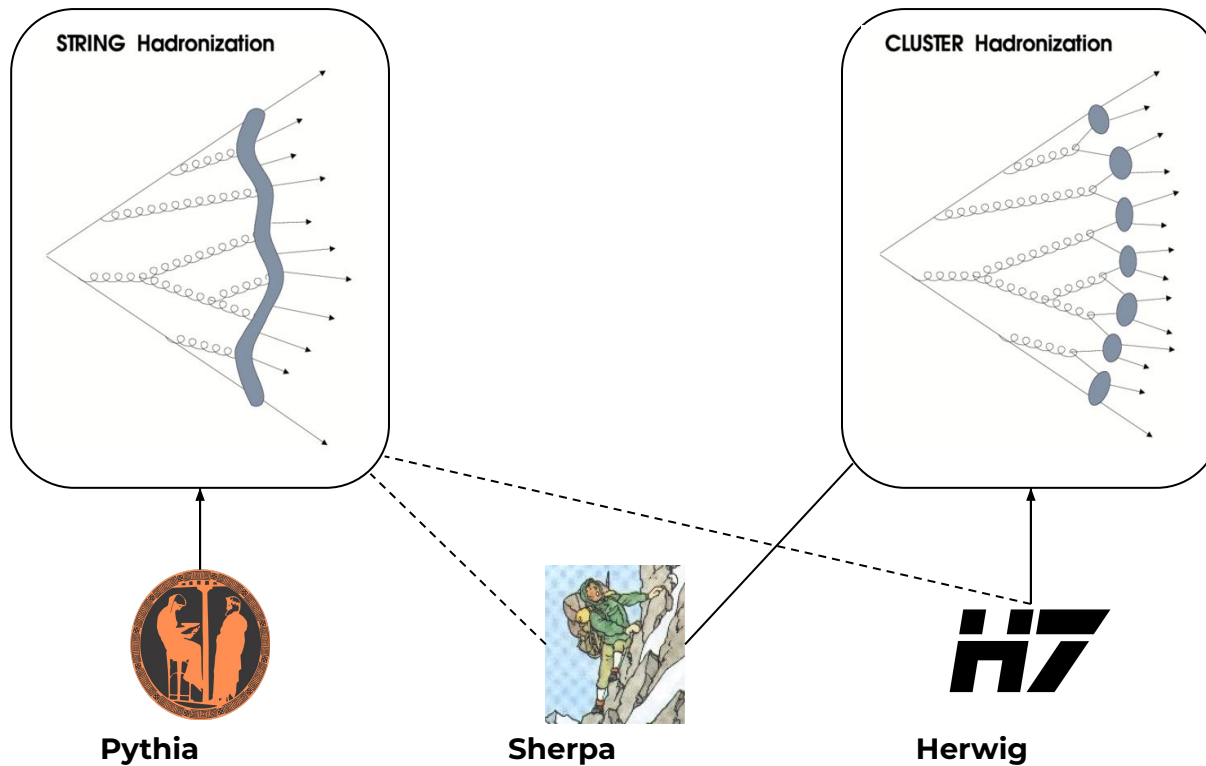 STRING Hadronization
CLUSTER Hadronization
H7
Pythia
Sherpa
Herwig